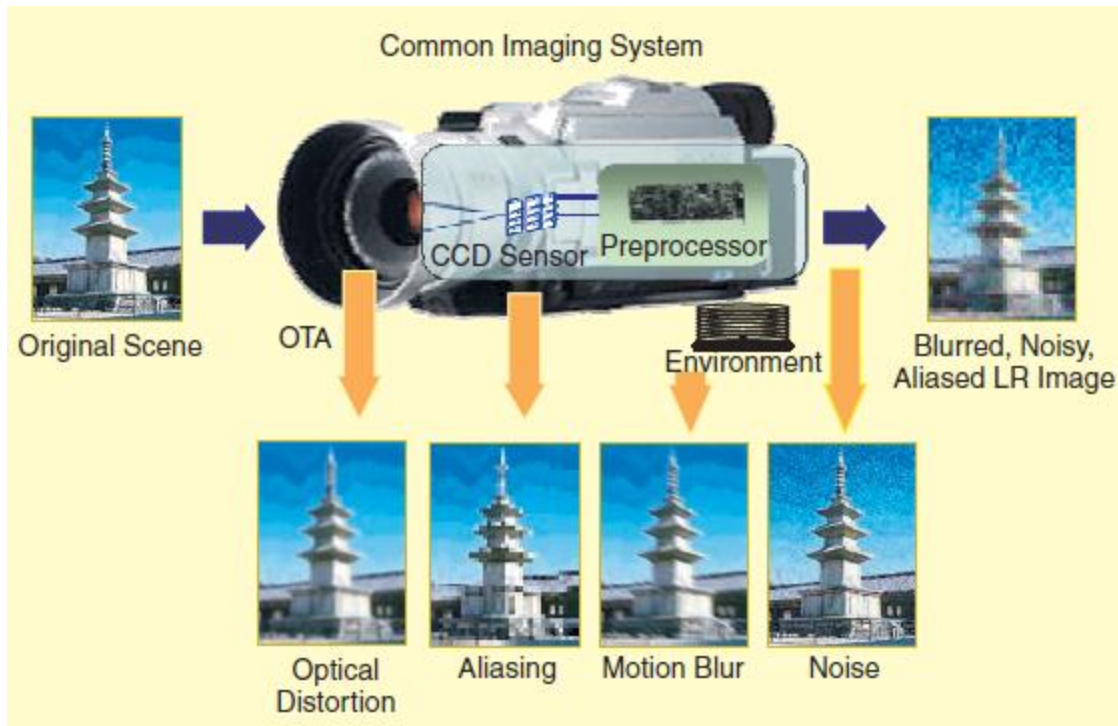 Common Imaging System
Original Scene
OTA
CCD Sensor
Preprocessor
Environment
Blurred, Noisy,
Aliased LR Image
Optical
Distortion
Aliasing
Motion Blur
Noise